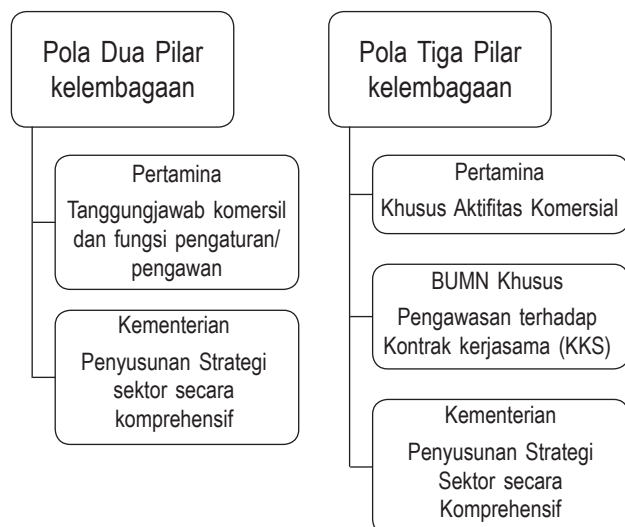 Pola Dua Pilar
kelembagaan
Pertamina
Tanggungjawab komersil
dan fungsi pengaturan/
pengawan
Kementerian
Penyusunan Strategi
sektor secara
komprehensif
Pola Tiga Pilar
kelembagaan
Pertamina
Khusus Aktifitas Komersial
BUMN Khusus
Pengawasan terhadap
Kontrak kerjasama (KKS)
Kementerian
Penyusunan Strategi
Sektor secara
Komprehensif